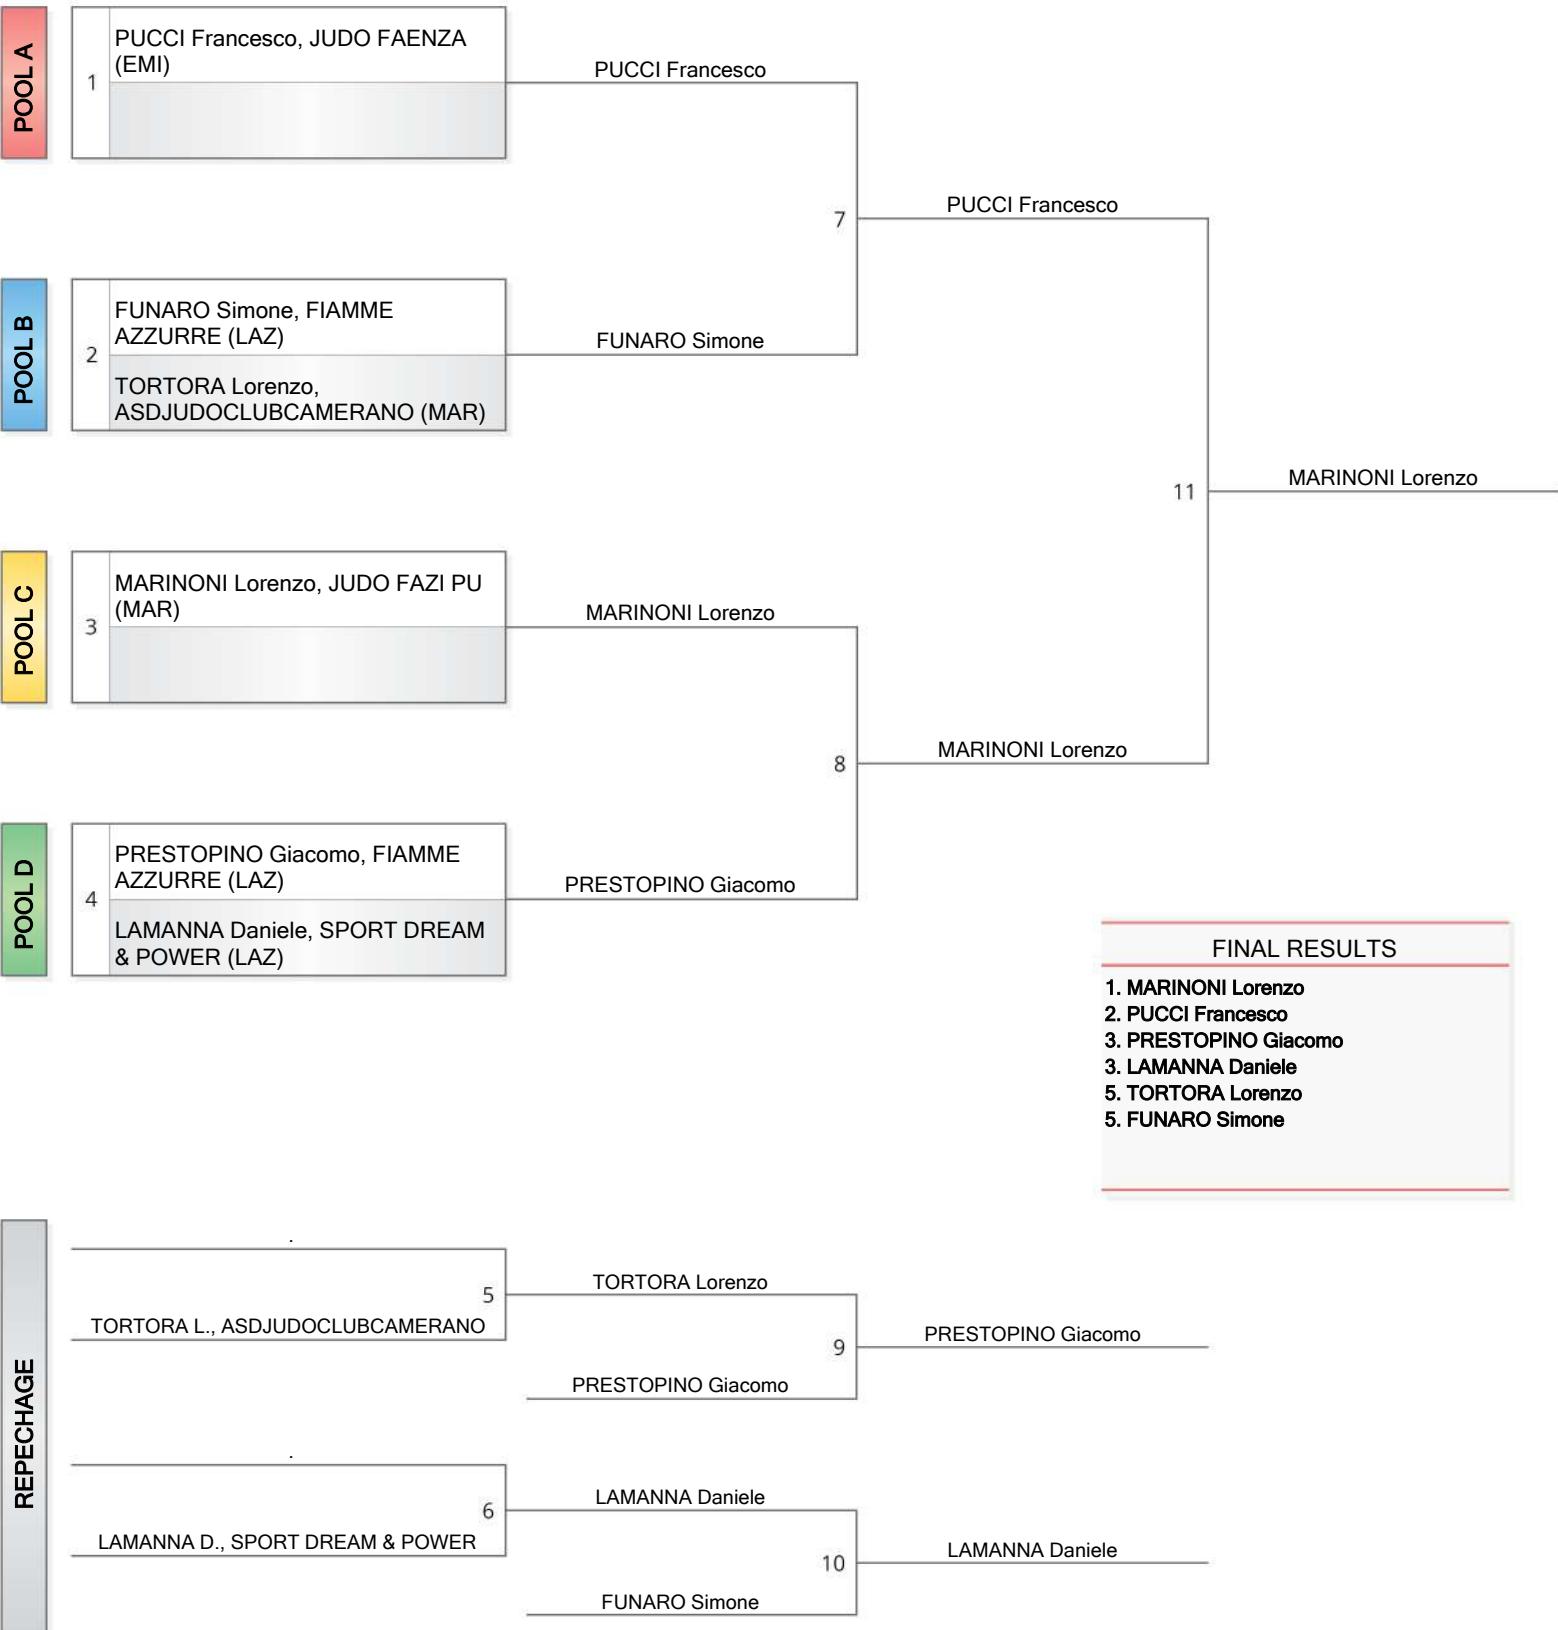 POOL A
1
PUCCI Francesco, JUDO FAENZA
(EMI)
PUCCI Francesco
7
PUCCI Francesco
POOL B
2
FUNARO Simone, FIAMME
AZZURRE (LAZ)
TORTORA Lorenzo,
ASDJUDOCLUBCAMERANO (MAR)
FUNARO Simone
11
MARINONI Lorenzo
POOL C
3
MARINONI Lorenzo, JUDO FAZI PU
(MAR)
MARINONI Lorenzo
8
MARINONI Lorenzo
POOL D
4
PRESTOPINO Giacomo, FIAMME
AZZURRE (LAZ)
LAMANNA Daniele, SPORT DREAM
& POWER (LAZ)
PRESTOPINO Giacomo
FINAL RESULTS
1. MARINONI Lorenzo
2. PUCCI Francesco
3. PRESTOPINO Giacomo
3. LAMANNA Daniele
5. TORTORA Lorenzo
5. FUNARO Simone
REPECHAGE
.
5
TORTORA L., ASDJUDOCLUBCAMERANO
TORTORA Lorenzo
9
PRESTOPINO Giacomo
PRESTOPINO Giacomo
.
6
LAMANNA D., SPORT DREAM & POWER
LAMANNA Daniele
10
FUNARO Simone
LAMANNA Daniele